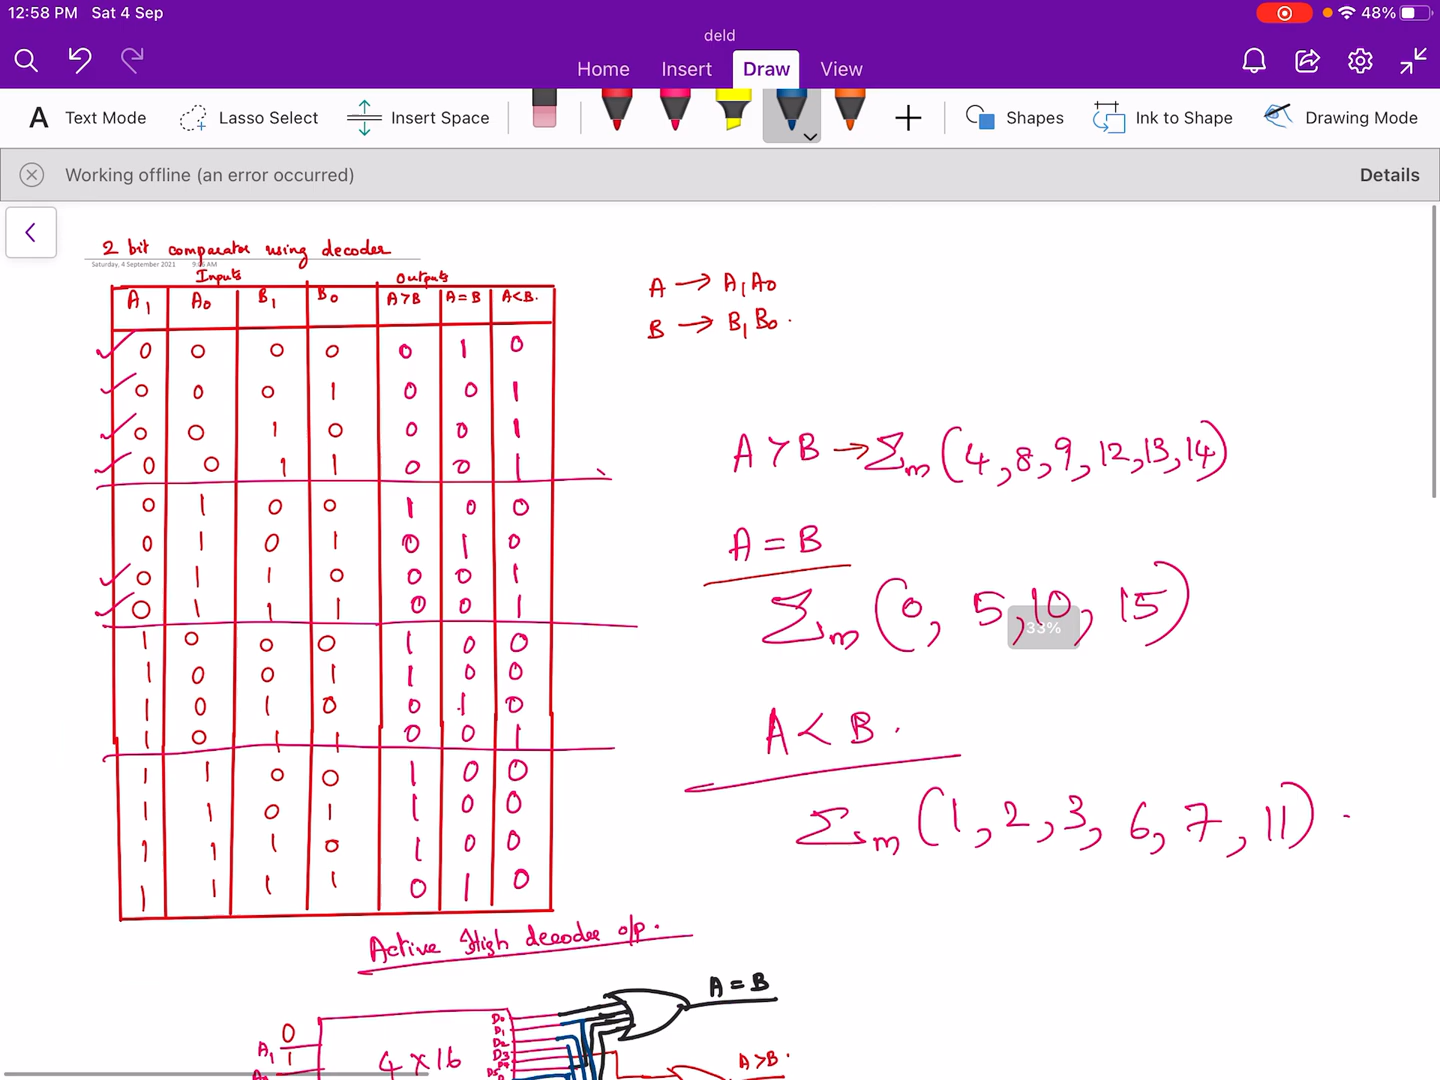 12:58 PM Sat 4 Sep
48%
deld
Home Insert Draw View
A Text Mode Lasso Select Insert Space Shapes Ink to Shape Drawing Mode
Working offline (an error occurred)
Details
2 bit comparator using decoder
Saturday, 4 September 2021
Inputs Outputs
A1 A0 B1 B0 A>B A=B A<B.
0 0 0 0 0 1 0
0 0 0 1 0 0 1
0 0 1 0 0 0 1
0 0 1 1 0 0 1
0 1 0 0 1 0 0
0 1 0 1 0 1 0
0 1 1 0 0 0 1
0 1 1 1 0 0 1
1 0 0 0 1 0 0
1 0 0 1 1 0 0
1 0 1 0 0 1 0
1 0 1 1 0 0 1
1 1 0 0 1 0 0
1 1 0 1 1 0 0
1 1 1 0 1 0 0
1 1 1 1 0 1 0
A → A1A0
B → B1B0.
A>B → Σm(4,8,9,12,13,14)
A=B
Σm(0, 5,10, 15)
33%
A<B.
Σm(1,2,3, 6, 7, 11).
Active High decoder o/p.
A=B
A>B.
0
A1 1
4x16
D0
D1
D2
D3
D4
D5